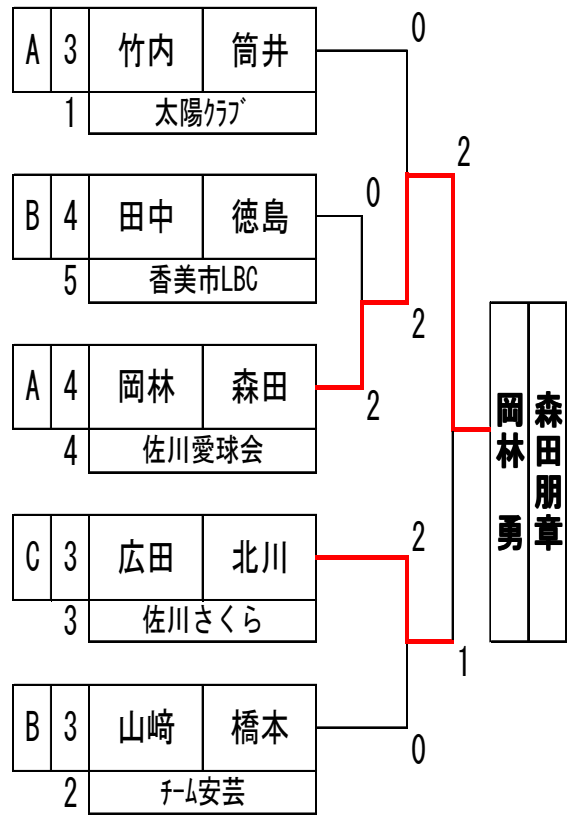 A 3 竹内 筒井
1 太陽ｸﾗﾌﾞ
B 4 田中 徳島
5 香美市LBC
A 4 岡林 森田
4 佐川愛球会
C 3 広田 北川
3 佐川さくら
B 3 山﨑 橋本
2 ﾁｰﾑ安芸
0
2
0
2
2
2
1
0
森田朋章
岡林 勇